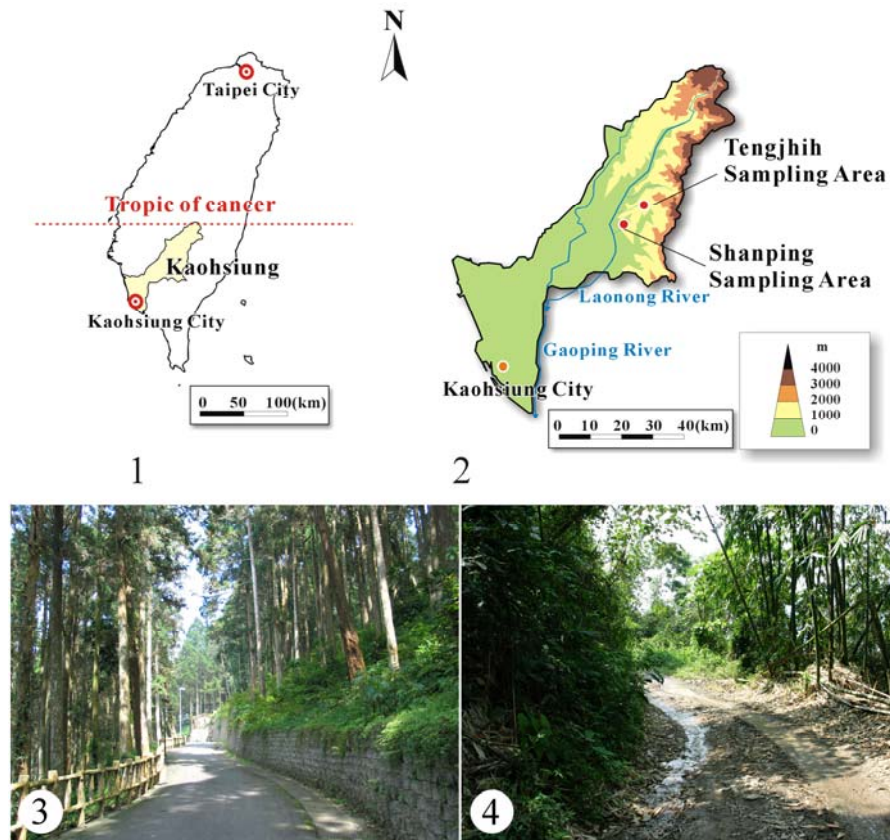 N
Taipei City
Tropic of cancer
Kaohsiung
Kaohsiung City
0 50 100(km)
1
Tengjhih
Sampling Area
Shanping
Sampling Area
Laonong River
Gaoping River
Kaohsiung City
0 10 20 30 40(km)
m
4000
3000
2000
1000
0
2
3
4